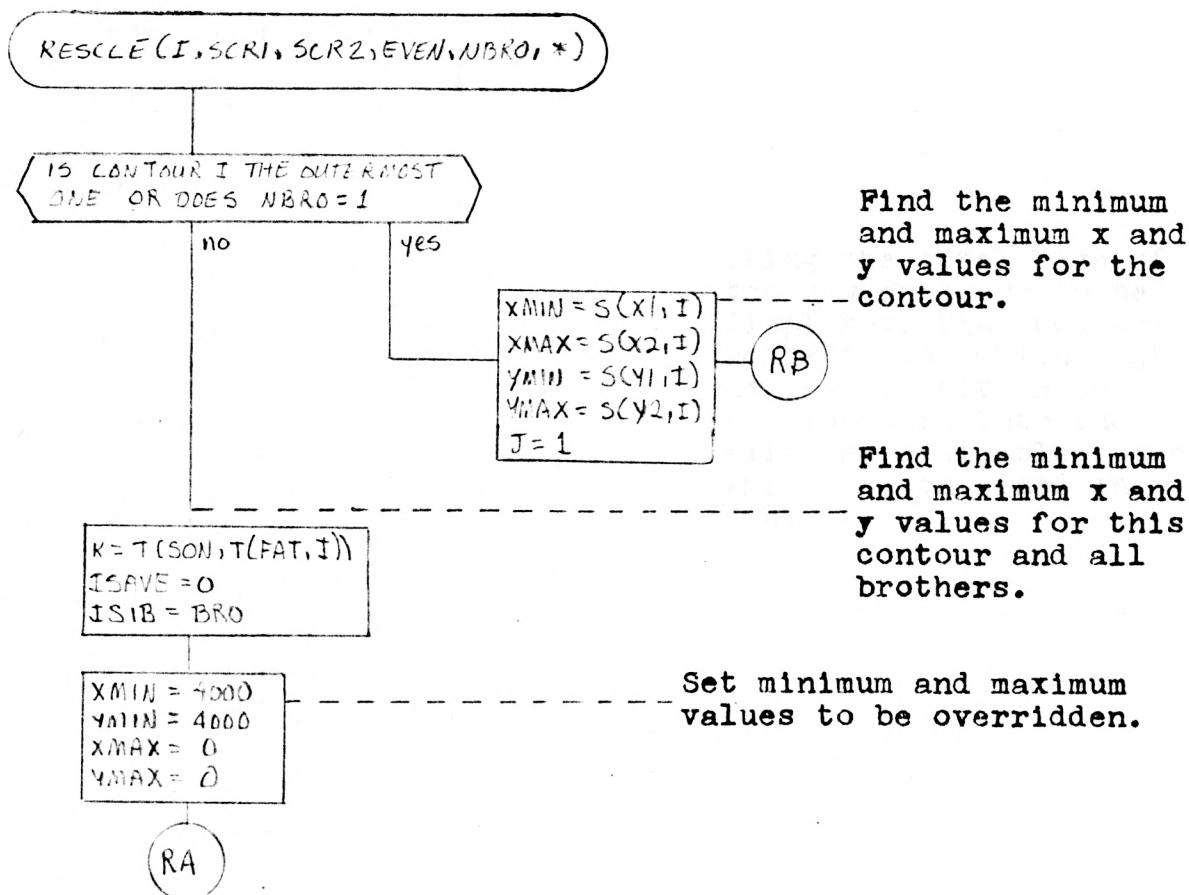 RESCLE(I,SCR1,SCR2,EVEN,NBRO,*)
IS CONTOUR I THE OUTERMOST
ONE OR DOES NBRO=1
no
yes
Find the minimum
and maximum x and
y values for the
contour.
XMIN = S(X1,I)
XMAX = S(X2,I)
YMIN = S(Y1,I)
YMAX = S(Y2,I)
J=1
RB
Find the minimum
and maximum x and
y values for this
contour and all
brothers.
K = T(SON,T(FAT,I))
ISAVE = 0
ISIB = BRO
XMIN = 4000
YMIN = 4000
XMAX = 0
YMAX = 0
Set minimum and maximum
values to be overridden.
RA